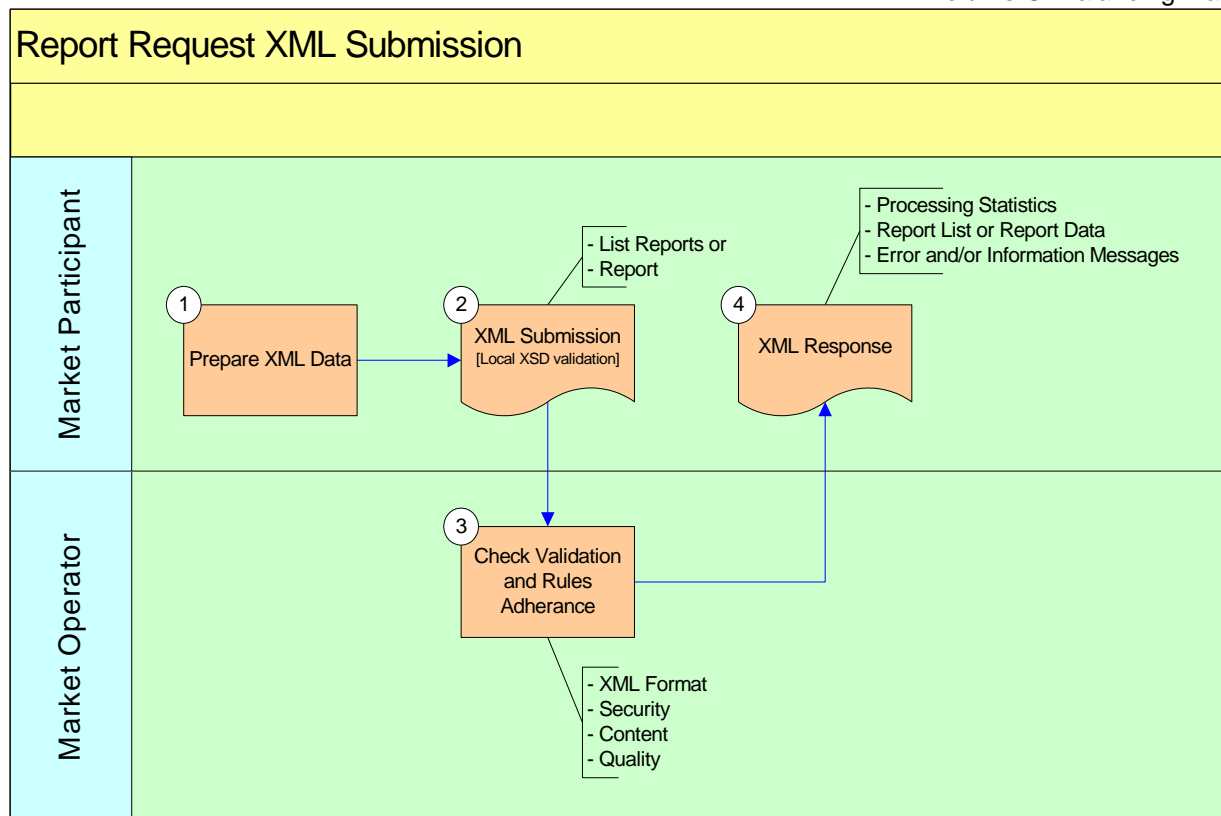 Report Request XML Submission
Market Participant
- Processing Statistics
- Report List or Report Data
- Error and/or Information Messages
- List Reports or
- Report
1
Prepare XML Data
2
XML Submission
[Local XSD validation]
4
XML Response
Market Operator
3
Check Validation
and Rules
Adherance
- XML Format
- Security
- Content
- Quality